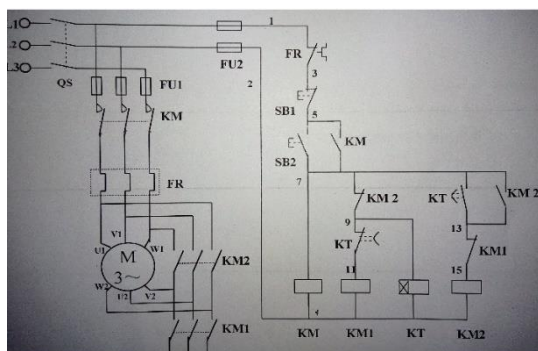 L1 1
L2 FU2 FR
L3 2 3
QS FU1
KM SB1 5
SB2 KM
FR 7 KM 2 KT KM 2
V1 9 13
U1 W1 KT KM1
M
3~ KM2 11 15
W2 U2 V2
KM1 4 KM KM1 KT KM2